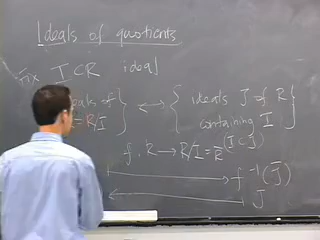 Ideals of quotients
Fix I ⊂ R ideal
{ ideals of = R/I } ↔ { ideals J of R containing I (I ⊂ J) }
f: R → R/I = R̄
f⁻¹(J̄)
J